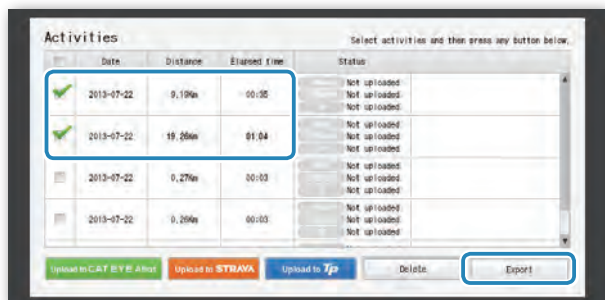 Activities
Select activities and then press any button below.
Date Distance Elapsed time Status
2013-07-22 9.19Km 00:35 Not uploaded
Not uploaded
Not uploaded
2013-07-22 19.26Km 01:04 Not uploaded
Not uploaded
Not uploaded
2013-07-22 0.27Km 00:03 Not uploaded
Not uploaded
Not uploaded
2013-07-22 0.26Km 00:03 Not uploaded
Not uploaded
Not uploaded
Upload to CAT EYE Atlas Upload to STRAVA Upload to Tp Delete Export